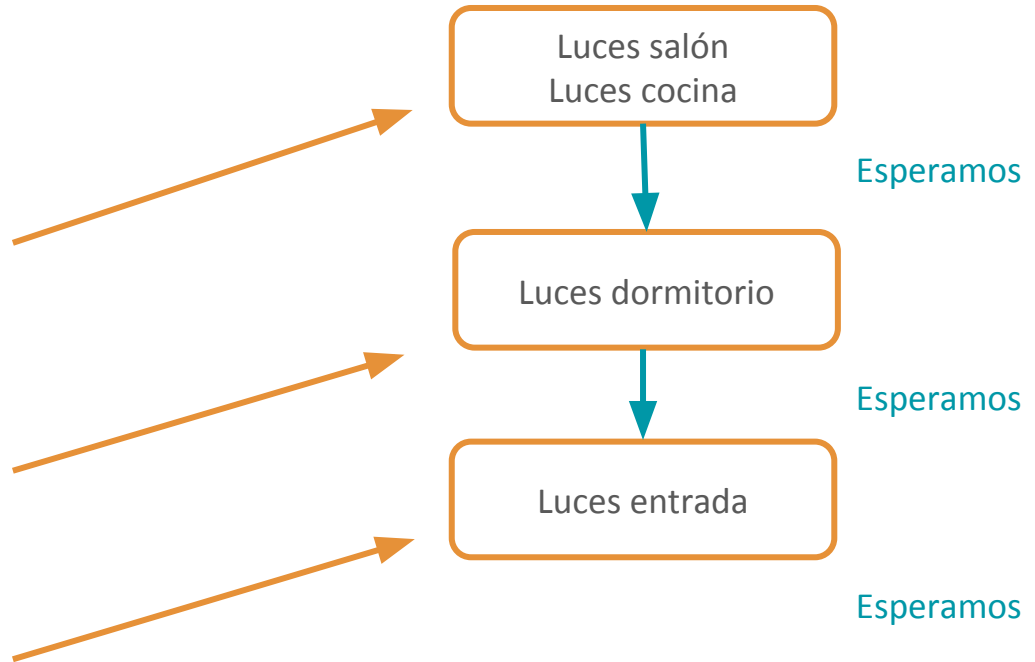 Luces salón
Luces cocina
Esperamos
Luces dormitorio
Esperamos
Luces entrada
Esperamos